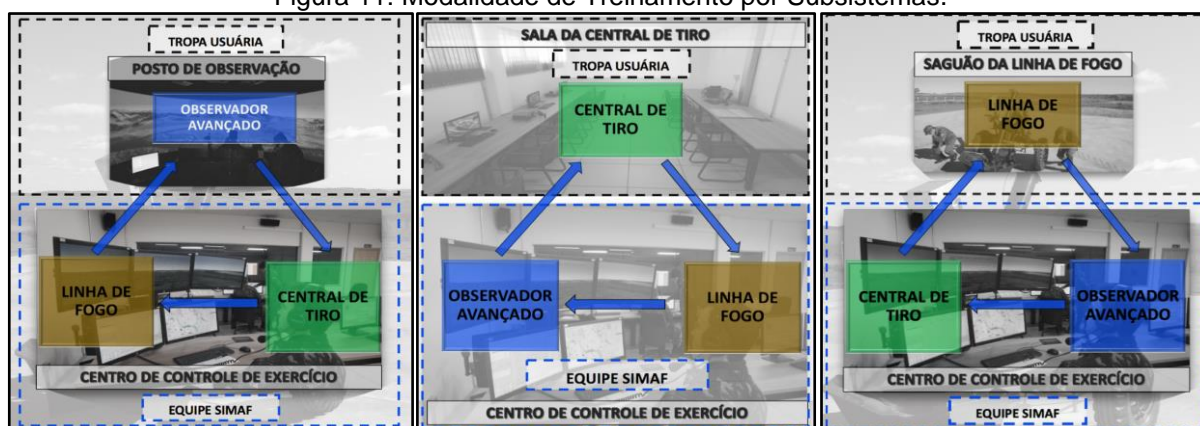 Figura 11: Modalidade de Treinamento por Subsistemas.
TROPA USUÁRIA
POSTO DE OBSERVAÇÃO
OBSERVADOR
AVANÇADO
LINHA DE
FOGO
CENTRAL DE
TIRO
CENTRO DE CONTROLE DE EXERCÍCIO
EQUIPE SIMAF
SALA DA CENTRAL DE TIRO
TROPA USUÁRIA
CENTRAL DE
TIRO
OBSERVADOR
AVANÇADO
LINHA DE
FOGO
EQUIPE SIMAF
CENTRO DE CONTROLE DE EXERCÍCIO
TROPA USUÁRIA
SAGUÃO DA LINHA DE FOGO
LINHA DE
FOGO
CENTRAL DE
TIRO
OBSERVADOR
AVANÇADO
CENTRO DE CONTROLE DE EXERCÍCIO
EQUIPE SIMAF